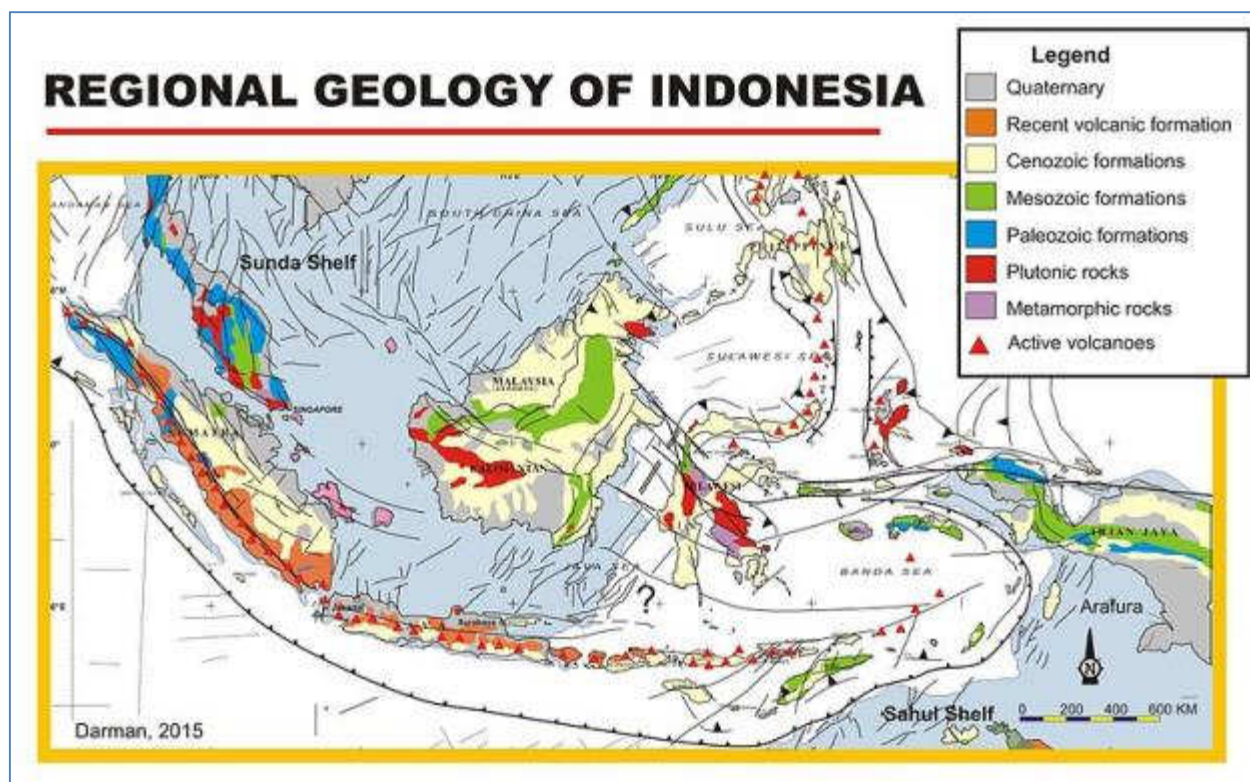 REGIONAL GEOLOGY OF INDONESIA
Legend
Quaternary
Recent volcanic formation
Cenozoic formations
Mesozoic formations
Paleozoic formations
Plutonic rocks
Metamorphic rocks
Active volcanoes
SOUTH CHINA SEA
SULU SEA
Sunda Shelf
SULAWESI SEA
MALAYSIA
SINGAPORE
KALIMANTAN
IRIAN JAYA
JAVA SEA
BANDA SEA
?
Arafura
N
Sahul Shelf
0 200 400 600 KM
Darman, 2015